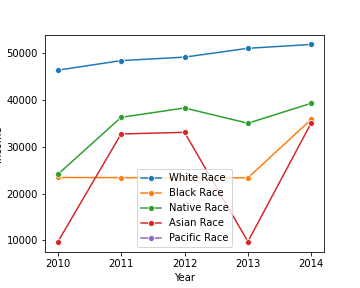 50000
40000
30000
20000
10000
White Race
Black Race
Native Race
Asian Race
Pacific Race
2010 2011 2012 2013 2014
Year